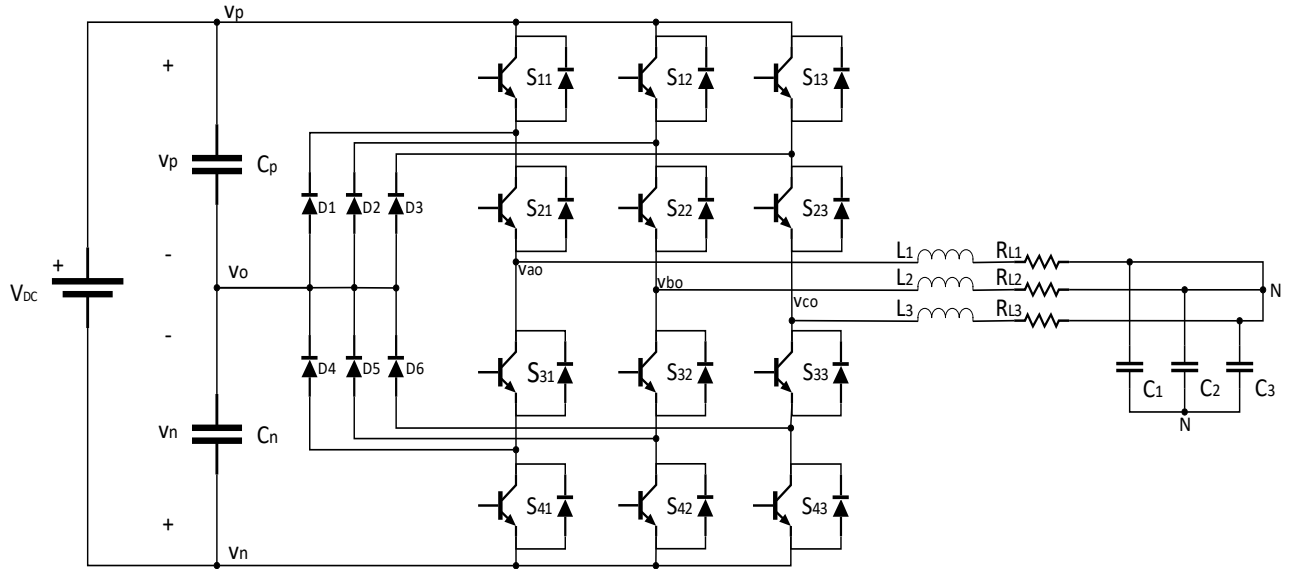 Vp
+
S11
S12
S13
vp
Cp
D1
D2
D3
S21
S22
S23
-
L1
RL1
+
vo
vao
VDC
L2
RL2
N
vbo
vco
L3
RL3
-
D4
D5
D6
S31
S32
S33
C1
C2
C3
vn
Cn
N
S41
S42
S43
+
vn